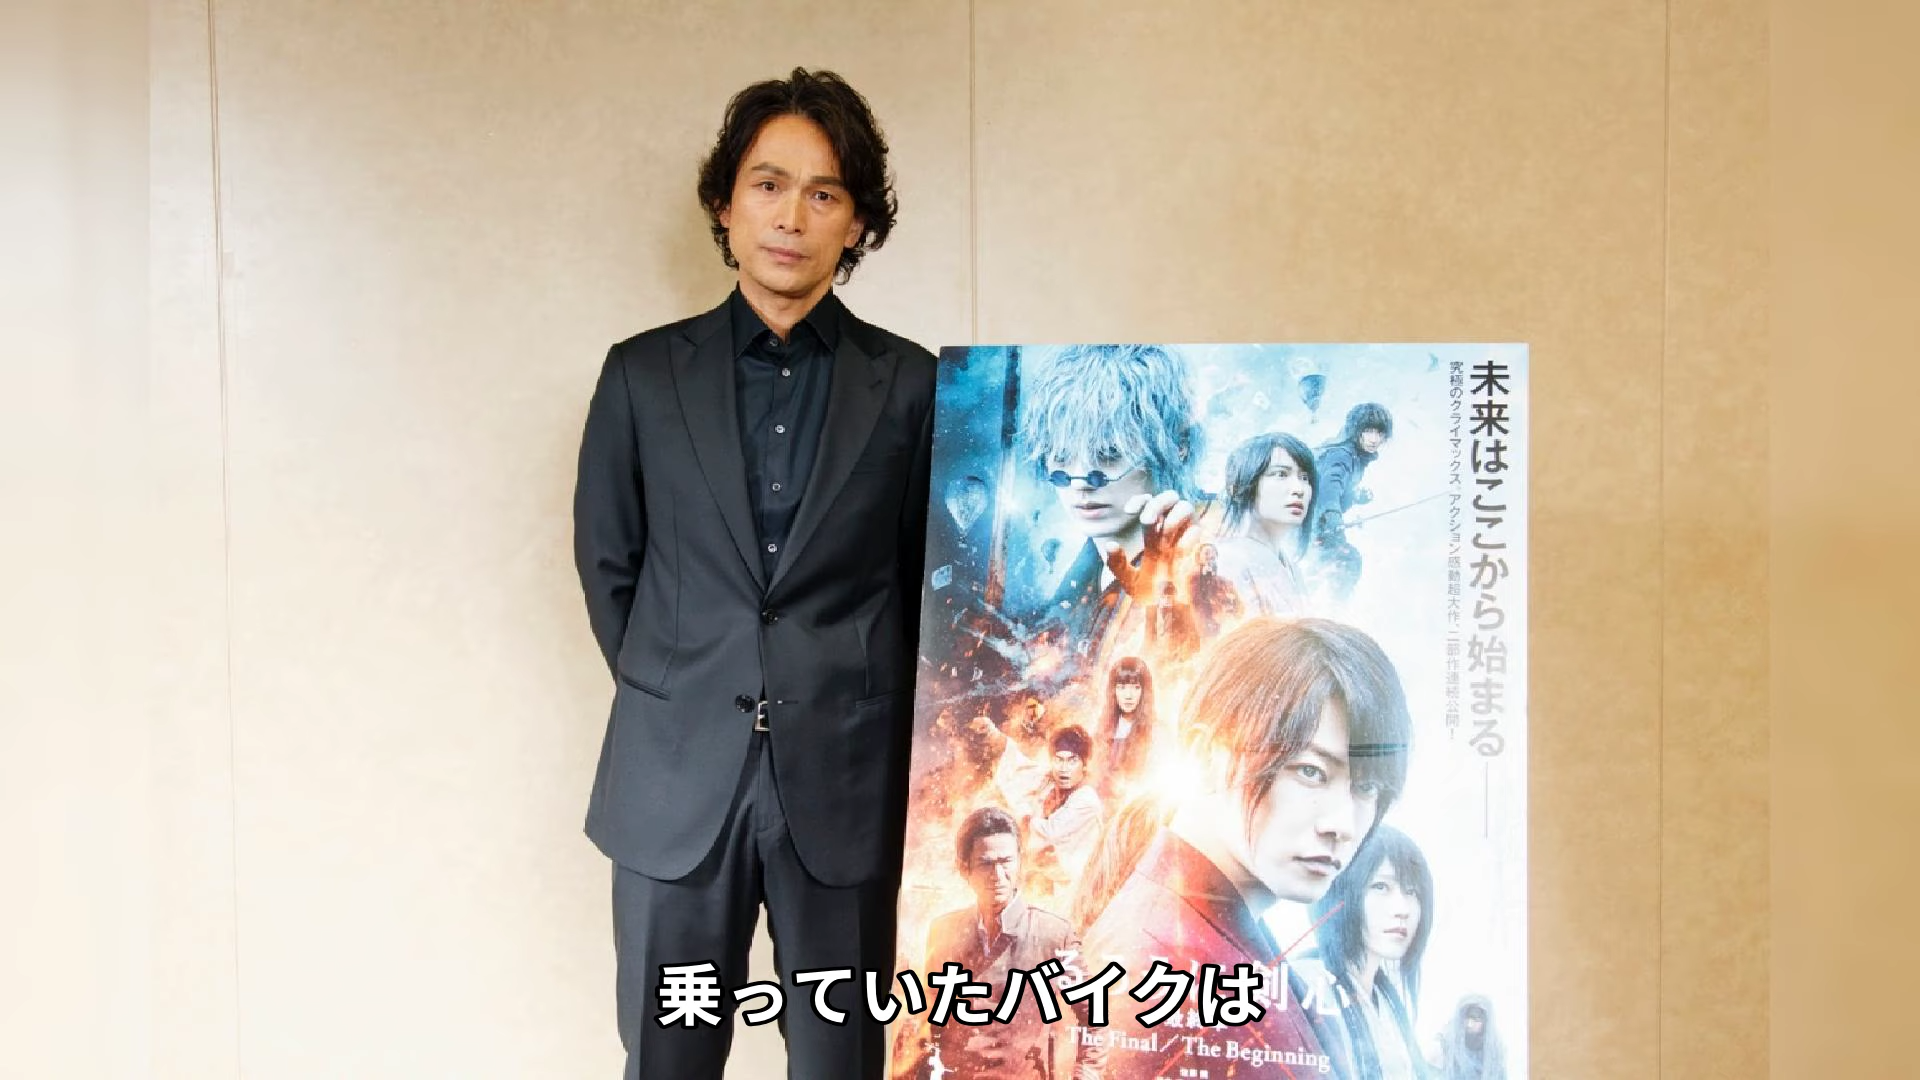 未来はここから始まる——
究極のクライマックス。アクション感動超大作、二部作連続公開！
乗っていたバイクは
The Final／The Beginning